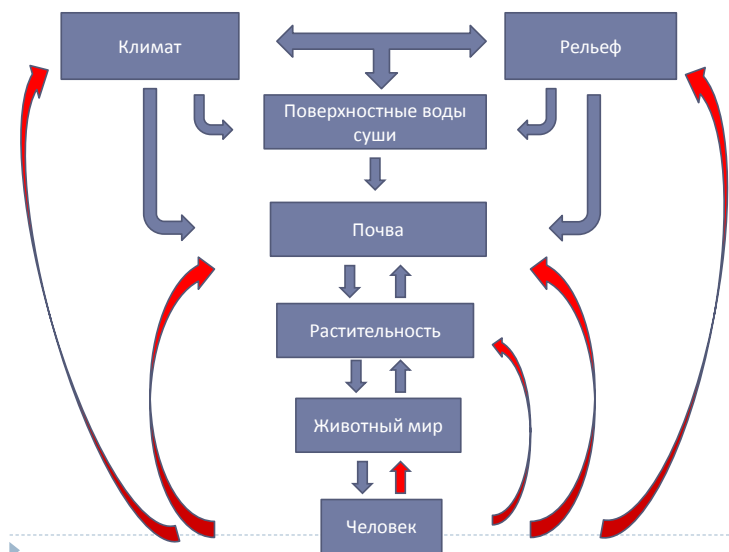 Климат
Рельеф
Поверхностные воды
суши
Почва
Растительность
Животный мир
Человек